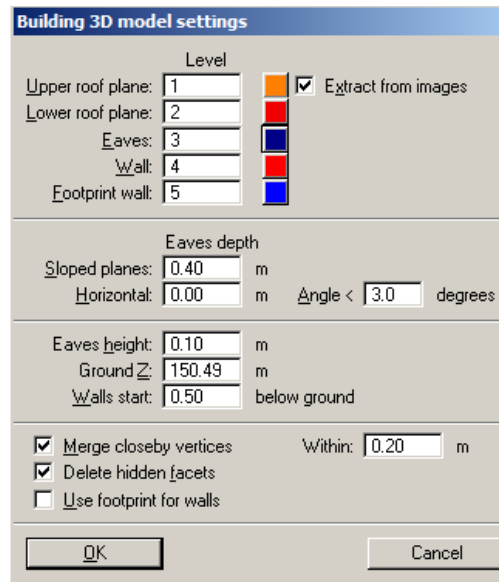 Building 3D model settings
Level
Upper roof plane: 1 Extract from images
Lower roof plane: 2
Eaves: 3
Wall: 4
Footprint wall: 5
Eaves depth
Sloped planes: 0.40 m
Horizontal: 0.00 m Angle < 3.0 degrees
Eaves height: 0.10 m
Ground Z: 150.49 m
Walls start: 0.50 below ground
Merge closeby vertices Within: 0.20 m
Delete hidden facets
Use footprint for walls
OK Cancel